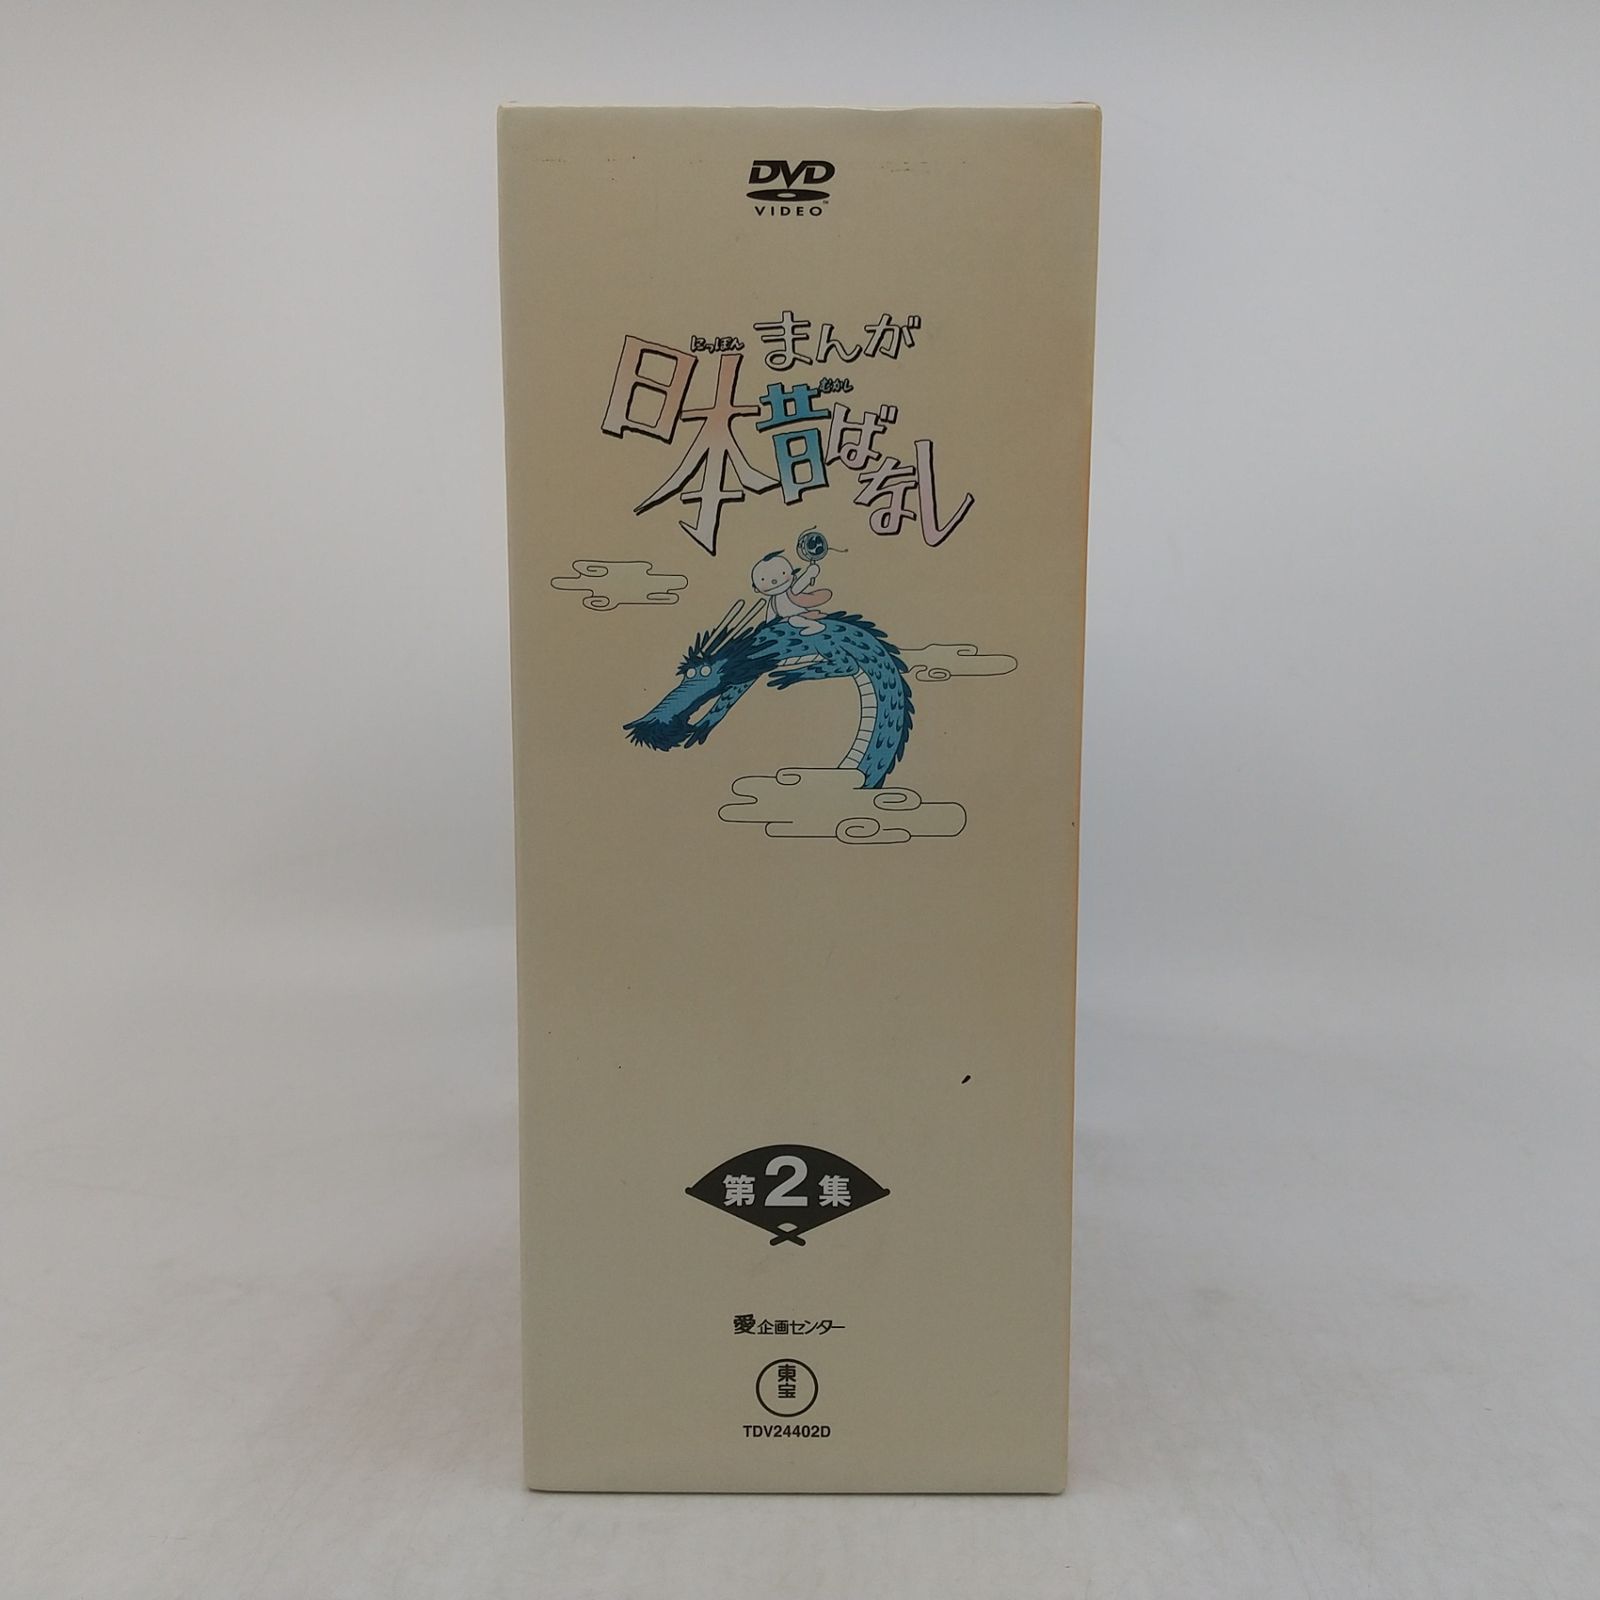 DVD
VIDEO™
まんが
にっぽん
日本
むかし
昔ばなし
第2集
愛企画センター
東宝
TDV24402D